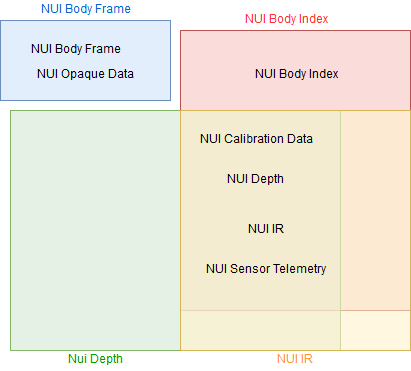 NUI Body Frame
NUI Body Index
NUI Body Frame
NUI Opaque Data
NUI Body Index
NUI Calibration Data
NUI Depth
NUI IR
NUI Sensor Telemetry
Nui Depth
NUI IR